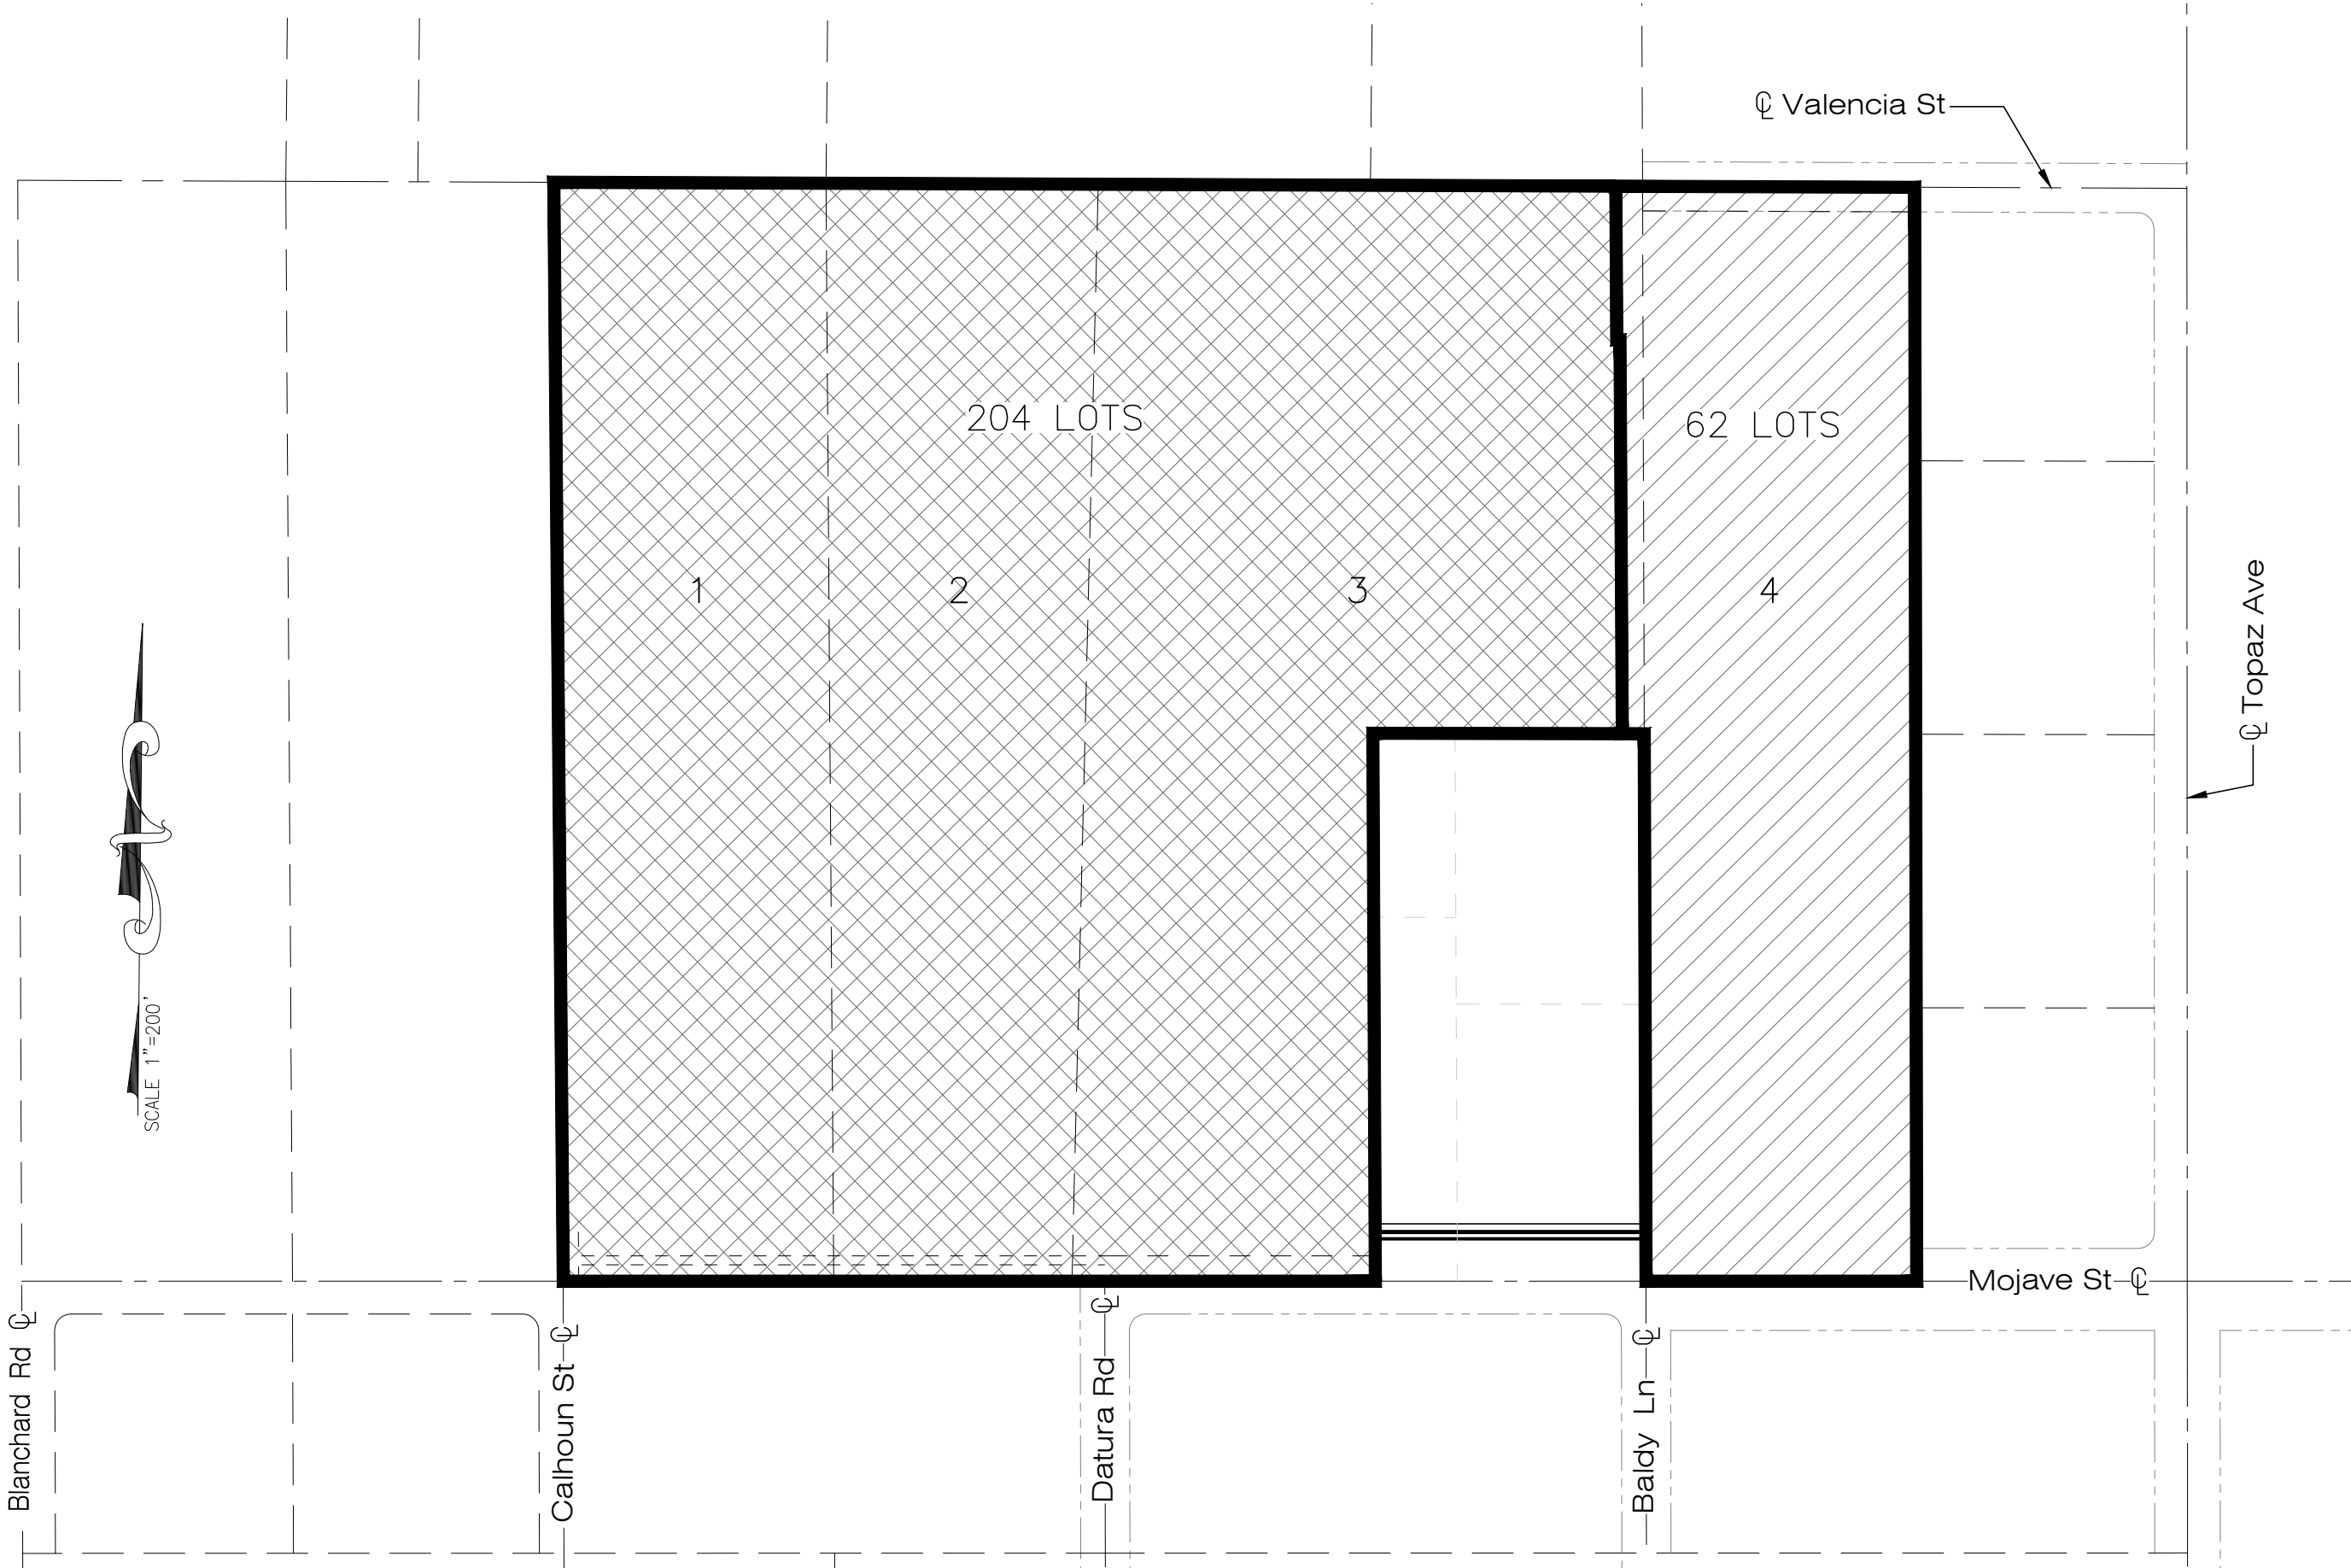 ℄ Valencia St
204 LOTS
62 LOTS
1
2
3
4
℄ Topaz Ave
SCALE 1"=200'
Mojave St ℄
Blanchard Rd ℄
Calhoun St ℄
Datura Rd ℄
Baldy Ln ℄